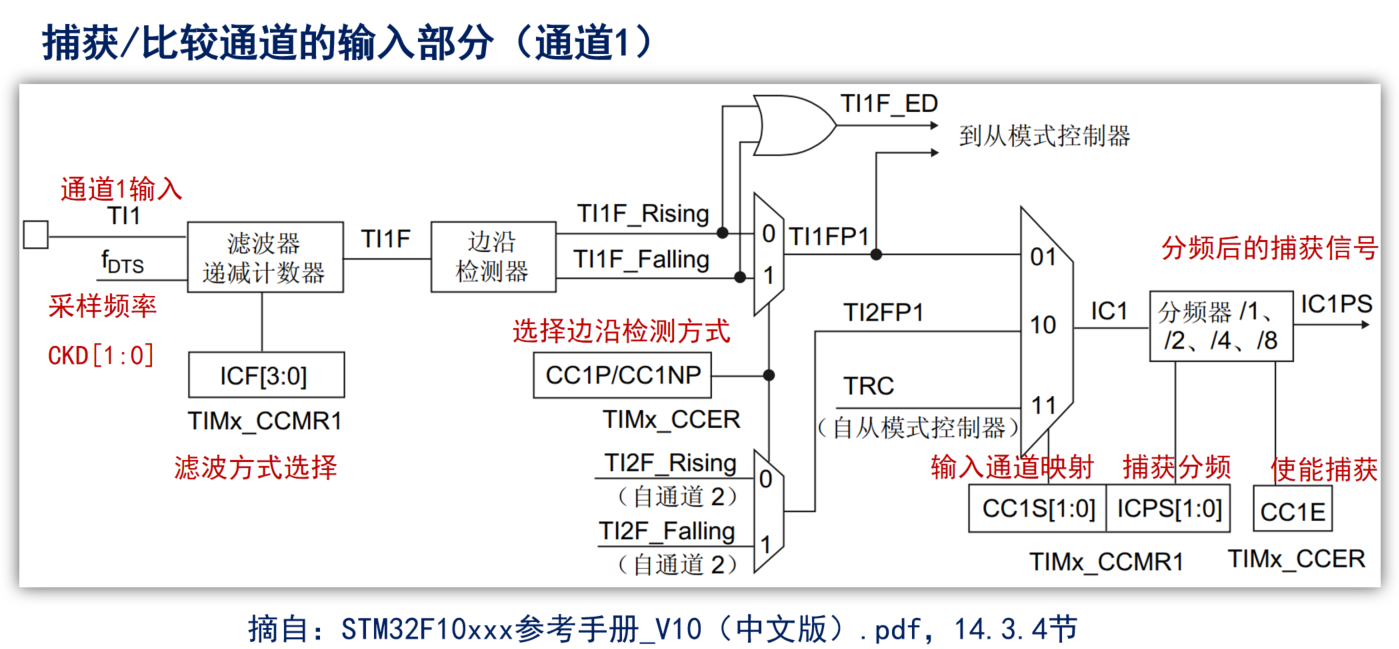 捕获/比较通道的输入部分（通道1）
TI1F_ED
到从模式控制器
通道1输入
TI1
fDTS
采样频率
CKD[1:0]
滤波器
递减计数器
TI1F
边沿
检测器
TI1F_Rising
TI1F_Falling
0
1
TI1FP1
ICF[3:0]
TIMx_CCMR1
滤波方式选择
选择边沿检测方式
CC1P/CC1NP
TIMx_CCER
TI2F_Rising
（自通道 2）
TI2F_Falling
（自通道 2）
0
1
TI2FP1
TRC
（自从模式控制器）
01
10
11
IC1
分频后的捕获信号
分频器 /1、
/2、/4、/8
IC1PS
输入通道映射
捕获分频
使能捕获
CC1S[1:0]
ICPS[1:0]
CC1E
TIMx_CCMR1
TIMx_CCER
摘自：STM32F10xxx参考手册_V10（中文版）.pdf，14.3.4节